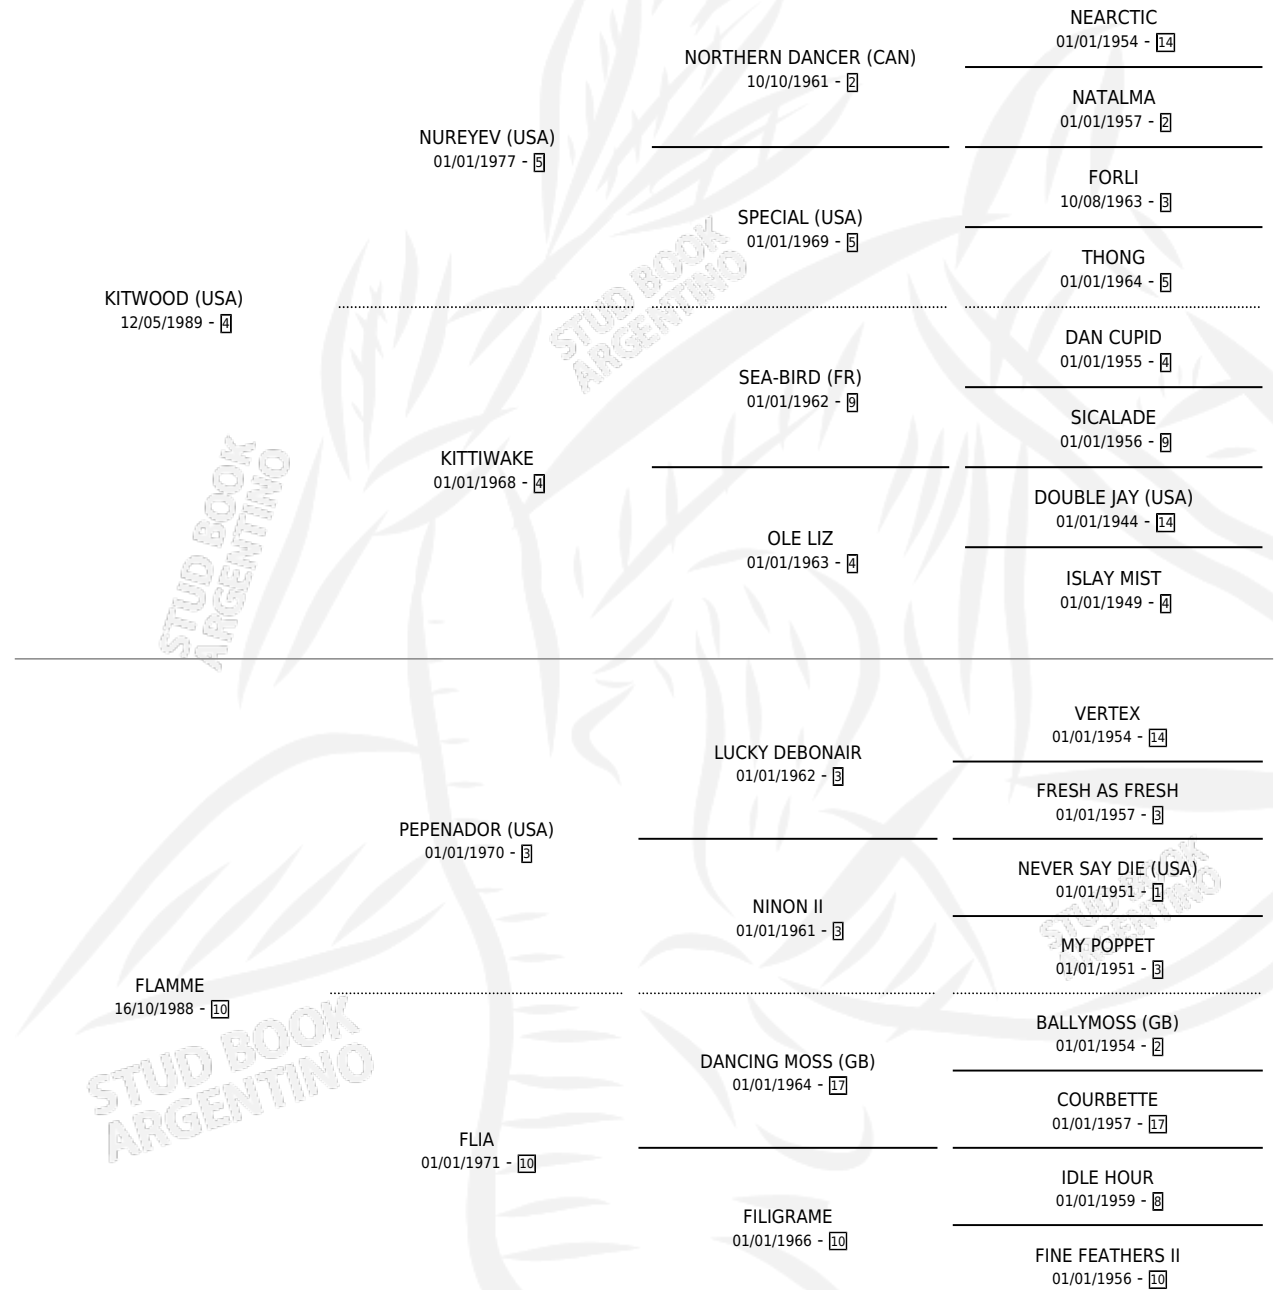 NEARCTIC
01/01/1954 - 14
NORTHERN DANCER (CAN)
10/10/1961 - 2
NATALMA
01/01/1957 - 2
NUREYEV (USA)
01/01/1977 - 5
FORLI
10/08/1963 - 3
SPECIAL (USA)
01/01/1969 - 5
THONG
01/01/1964 - 5
KITWOOD (USA)
12/05/1989 - 4
DAN CUPID
01/01/1955 - 4
SEA-BIRD (FR)
01/01/1962 - 9
SICALADE
01/01/1956 - 9
KITTIWAKE
01/01/1968 - 4
DOUBLE JAY (USA)
01/01/1944 - 14
OLE LIZ
01/01/1963 - 4
ISLAY MIST
01/01/1949 - 4
VERTEX
01/01/1954 - 14
LUCKY DEBONAIR
01/01/1962 - 3
FRESH AS FRESH
01/01/1957 - 3
PEPENADOR (USA)
01/01/1970 - 3
NEVER SAY DIE (USA)
01/01/1951 - 1
NINON II
01/01/1961 - 3
MY POPPET
01/01/1951 - 3
FLAMME
16/10/1988 - 10
BALLYMOSS (GB)
01/01/1954 - 2
DANCING MOSS (GB)
01/01/1964 - 17
COURBETTE
01/01/1957 - 17
FLIA
01/01/1971 - 10
IDLE HOUR
01/01/1959 - 8
FILIGRAME
01/01/1966 - 10
FINE FEATHERS II
01/01/1956 - 10
STUD BOOK
ARGENTINO
STUD BOOK
ARGENTINO
STUD BOOK
ARGENTINO
STUD BOOK
ARGENTINO